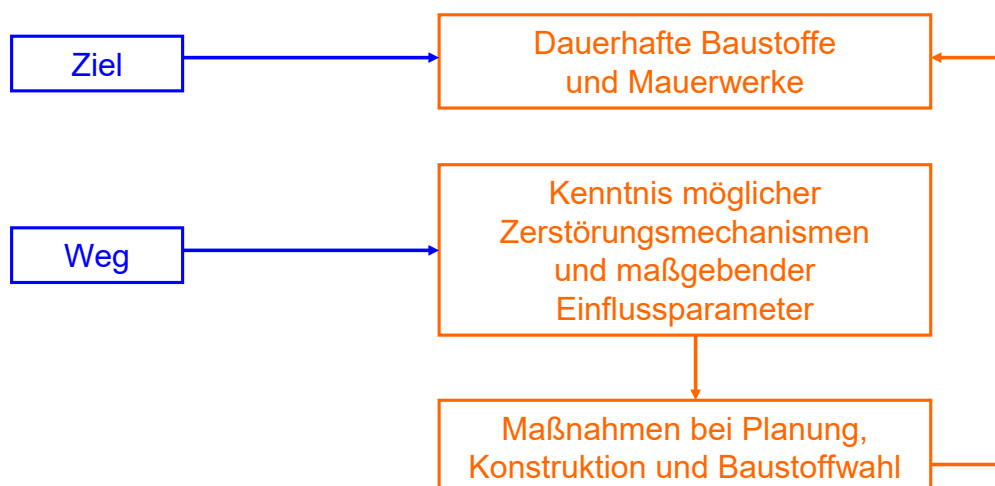 Ziel
Dauerhafte Baustoffe
und Mauerwerke
Weg
Kenntnis möglicher
Zerstörungsmechanismen
und maßgebender
Einflussparameter
Maßnahmen bei Planung,
Konstruktion und Baustoffwahl